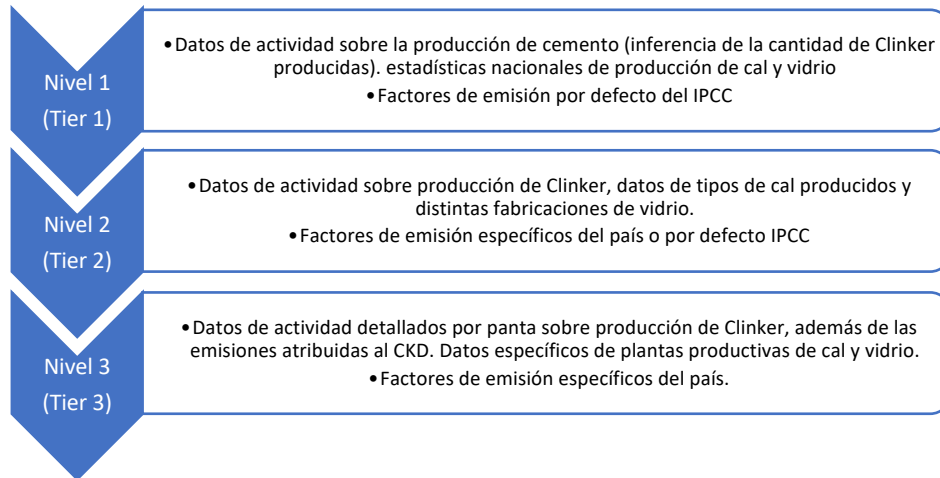 Nivel 1
(Tier 1)
•Datos de actividad sobre la producción de cemento (inferencia de la cantidad de Clinker
producidas). estadísticas nacionales de producción de cal y vidrio
•Factores de emisión por defecto del IPCC
Nivel 2
(Tier 2)
•Datos de actividad sobre producción de Clinker, datos de tipos de cal producidos y
distintas fabricaciones de vidrio.
•Factores de emisión específicos del país o por defecto IPCC
Nivel 3
(Tier 3)
•Datos de actividad detallados por panta sobre producción de Clinker, además de las
emisiones atribuidas al CKD. Datos específicos de plantas productivas de cal y vidrio.
•Factores de emisión específicos del país.